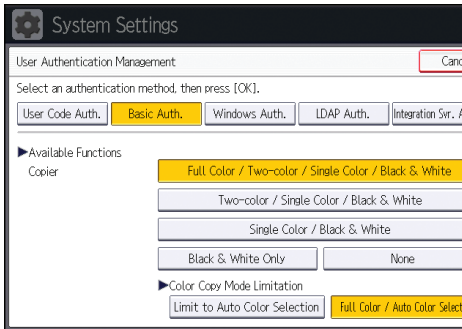 System Settings
User Authentication Management
Canc
Select an authentication method, then press [OK].
User Code Auth. Basic Auth. Windows Auth. LDAP Auth. Integration Svr. A
►Available Functions
Copier Full Color / Two-color / Single Color / Black & White
Two-color / Single Color / Black & White
Single Color / Black & White
Black & White Only None
►Color Copy Mode Limitation
Limit to Auto Color Selection Full Color / Auto Color Select